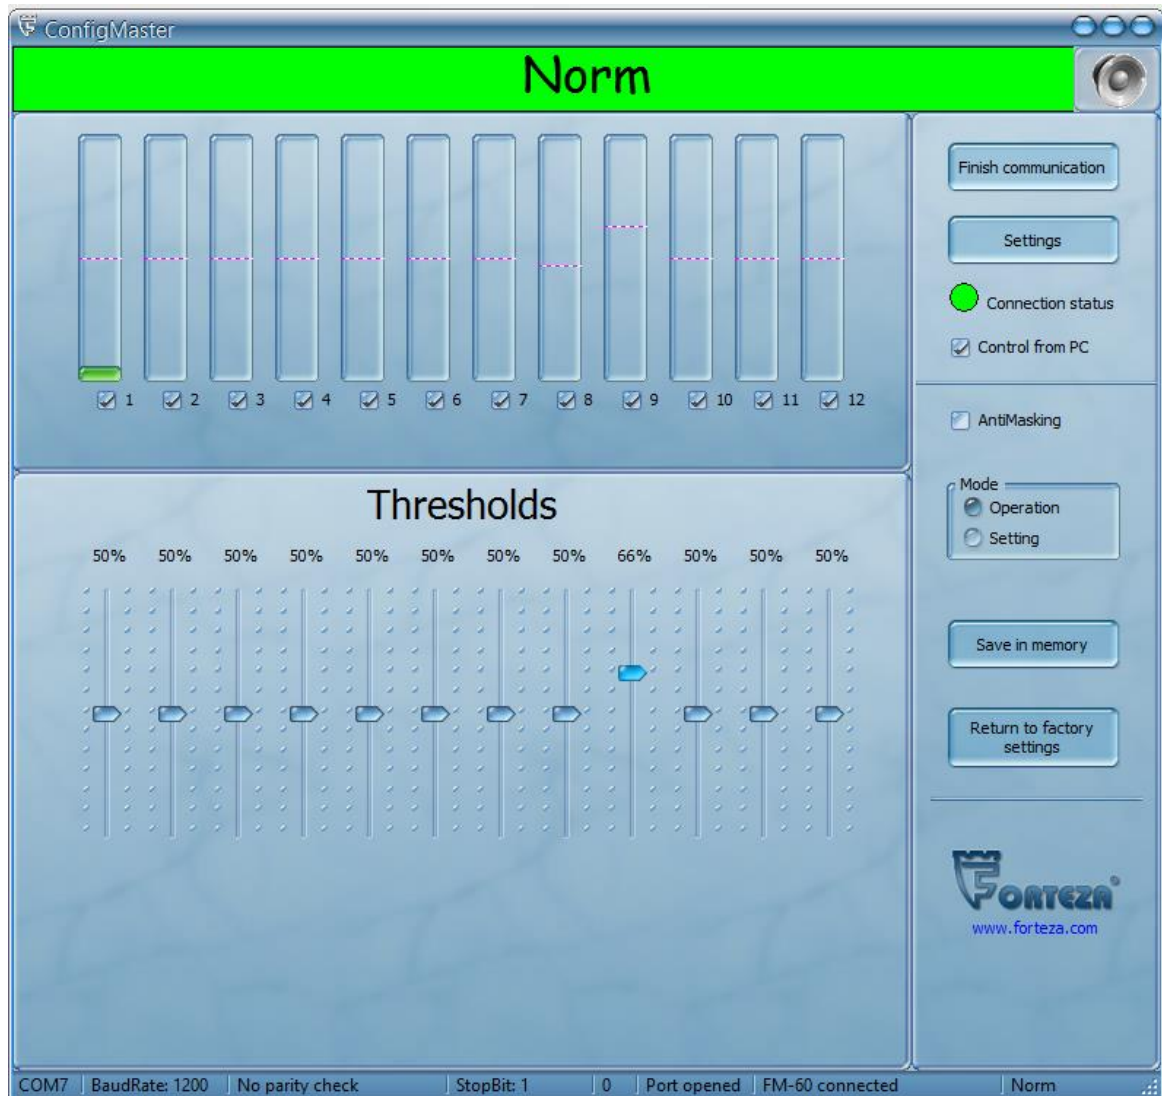 ConfigMaster
Norm
1 2 3 4 5 6 7 8 9 10 11 12
Finish communication
Settings
Connection status
Control from PC
AntiMasking
Mode
Operation
Setting
Save in memory
Return to factory
settings
Thresholds
50% 50% 50% 50% 50% 50% 50% 50% 66% 50% 50% 50%
FORTEZA®
www.forteza.com
COM7 BaudRate: 1200 No parity check StopBit: 1 0 Port opened FM-60 connected Norm